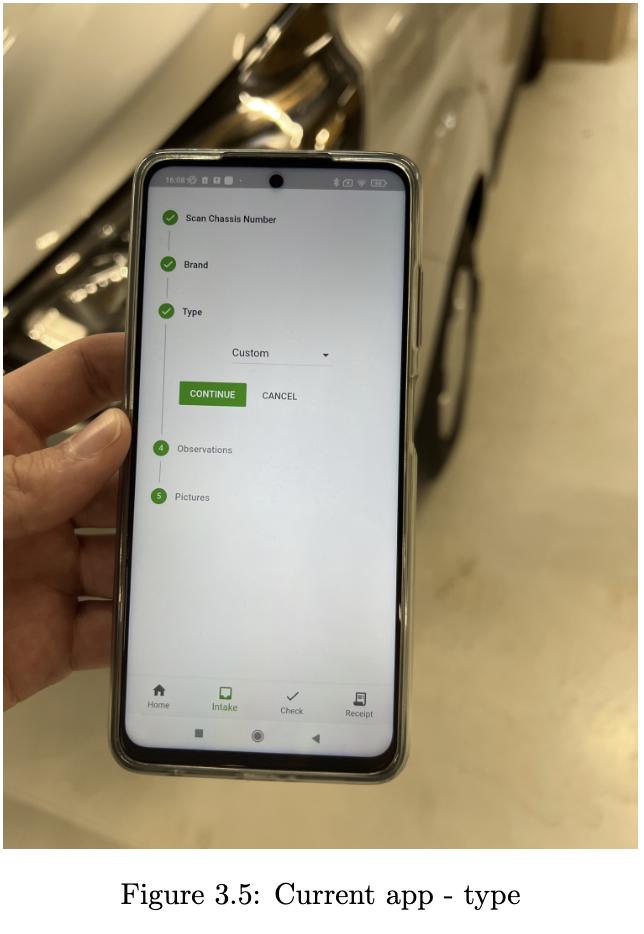 16:08
Scan Chassis Number
Brand
Type
Custom
CONTINUE CANCEL
4 Observations
5 Pictures
Home Intake Check Receipt
Figure 3.5: Current app - type